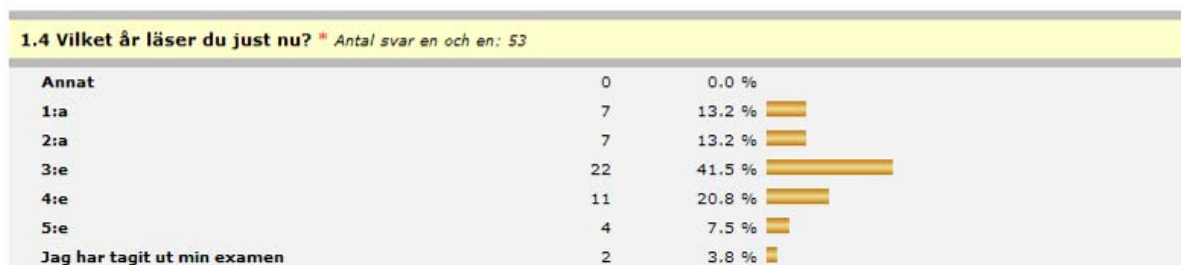 1.4 Vilket år läser du just nu? * Antal svar en och en: 53
Annat 0 0.0 %
1:a 7 13.2 %
2:a 7 13.2 %
3:e 22 41.5 %
4:e 11 20.8 %
5:e 4 7.5 %
Jag har tagit ut min examen 2 3.8 %